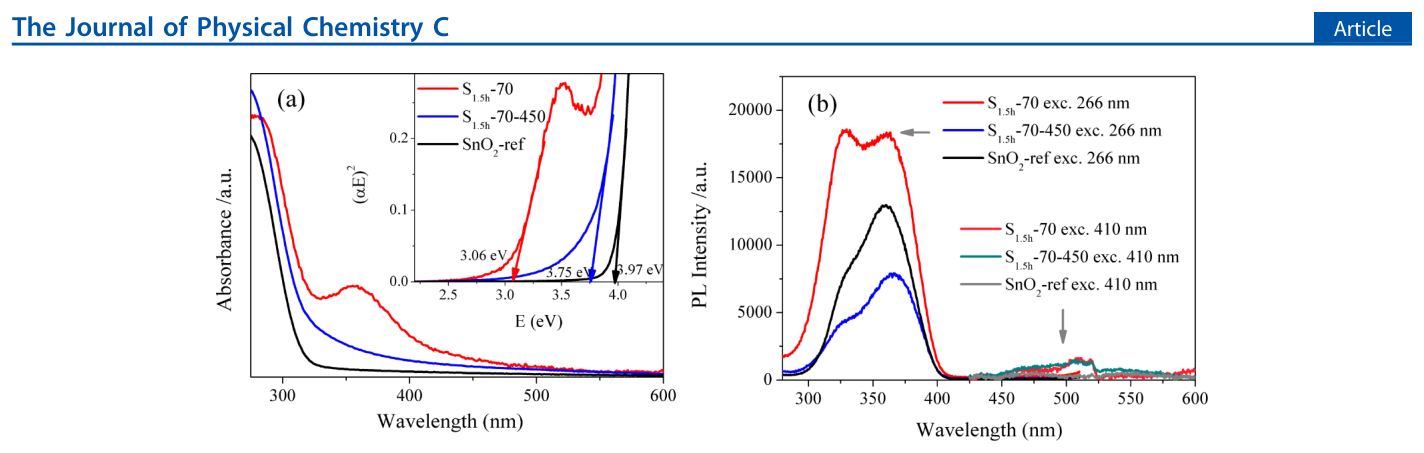 The Journal of Physical Chemistry C
Article
(a)
S1.5h-70
S1.5h-70-450
SnO2-ref
0.2
0.1
0.0
(αE)²
3.06 eV
3.75 eV
3.97 eV
2.5 3.0 3.5 4.0
E (eV)
Absorbance /a.u.
300 400 500 600
Wavelength (nm)
(b)
S1.5h-70 exc. 266 nm
S1.5h-70-450 exc. 266 nm
SnO2-ref exc. 266 nm
S1.5h-70 exc. 410 nm
S1.5h-70-450 exc. 410 nm
SnO2-ref exc. 410 nm
20000
15000
10000
5000
0
PL Intensity /a.u.
300 350 400 450 500 550 600
Wavelength (nm)